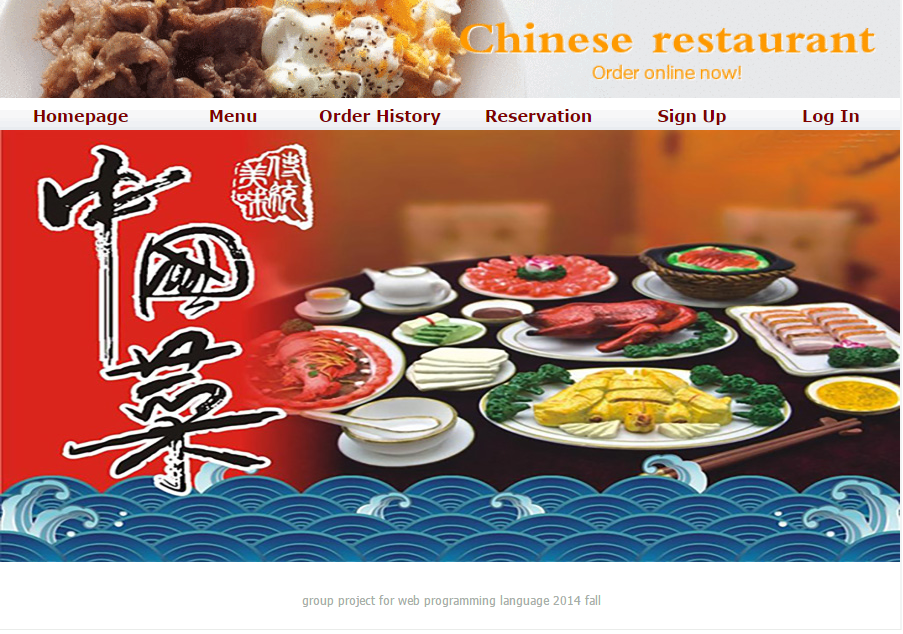 Chinese restaurant
Order online now!
Homepage Menu Order History Reservation Sign Up Log In
中國菜
傳統
美味
group project for web programming language 2014 fall